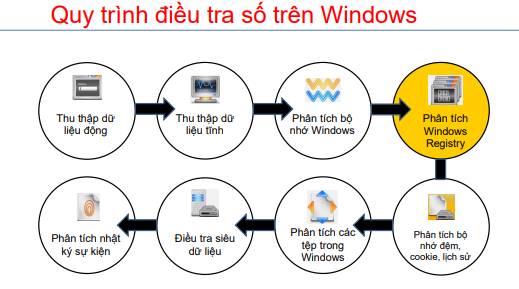 Quy trình điều tra số trên Windows
Thu thập dữ
liệu động
Thu thập dữ
liệu tĩnh
Phân tích bộ
nhớ Windows
Phân tích
Windows
Registry
Phân tích nhật
ký sự kiện
Điều tra siêu
dữ liệu
Phân tích các
tệp trong
Windows
Phân tích bộ
nhớ đệm,
cookie, lịch sử